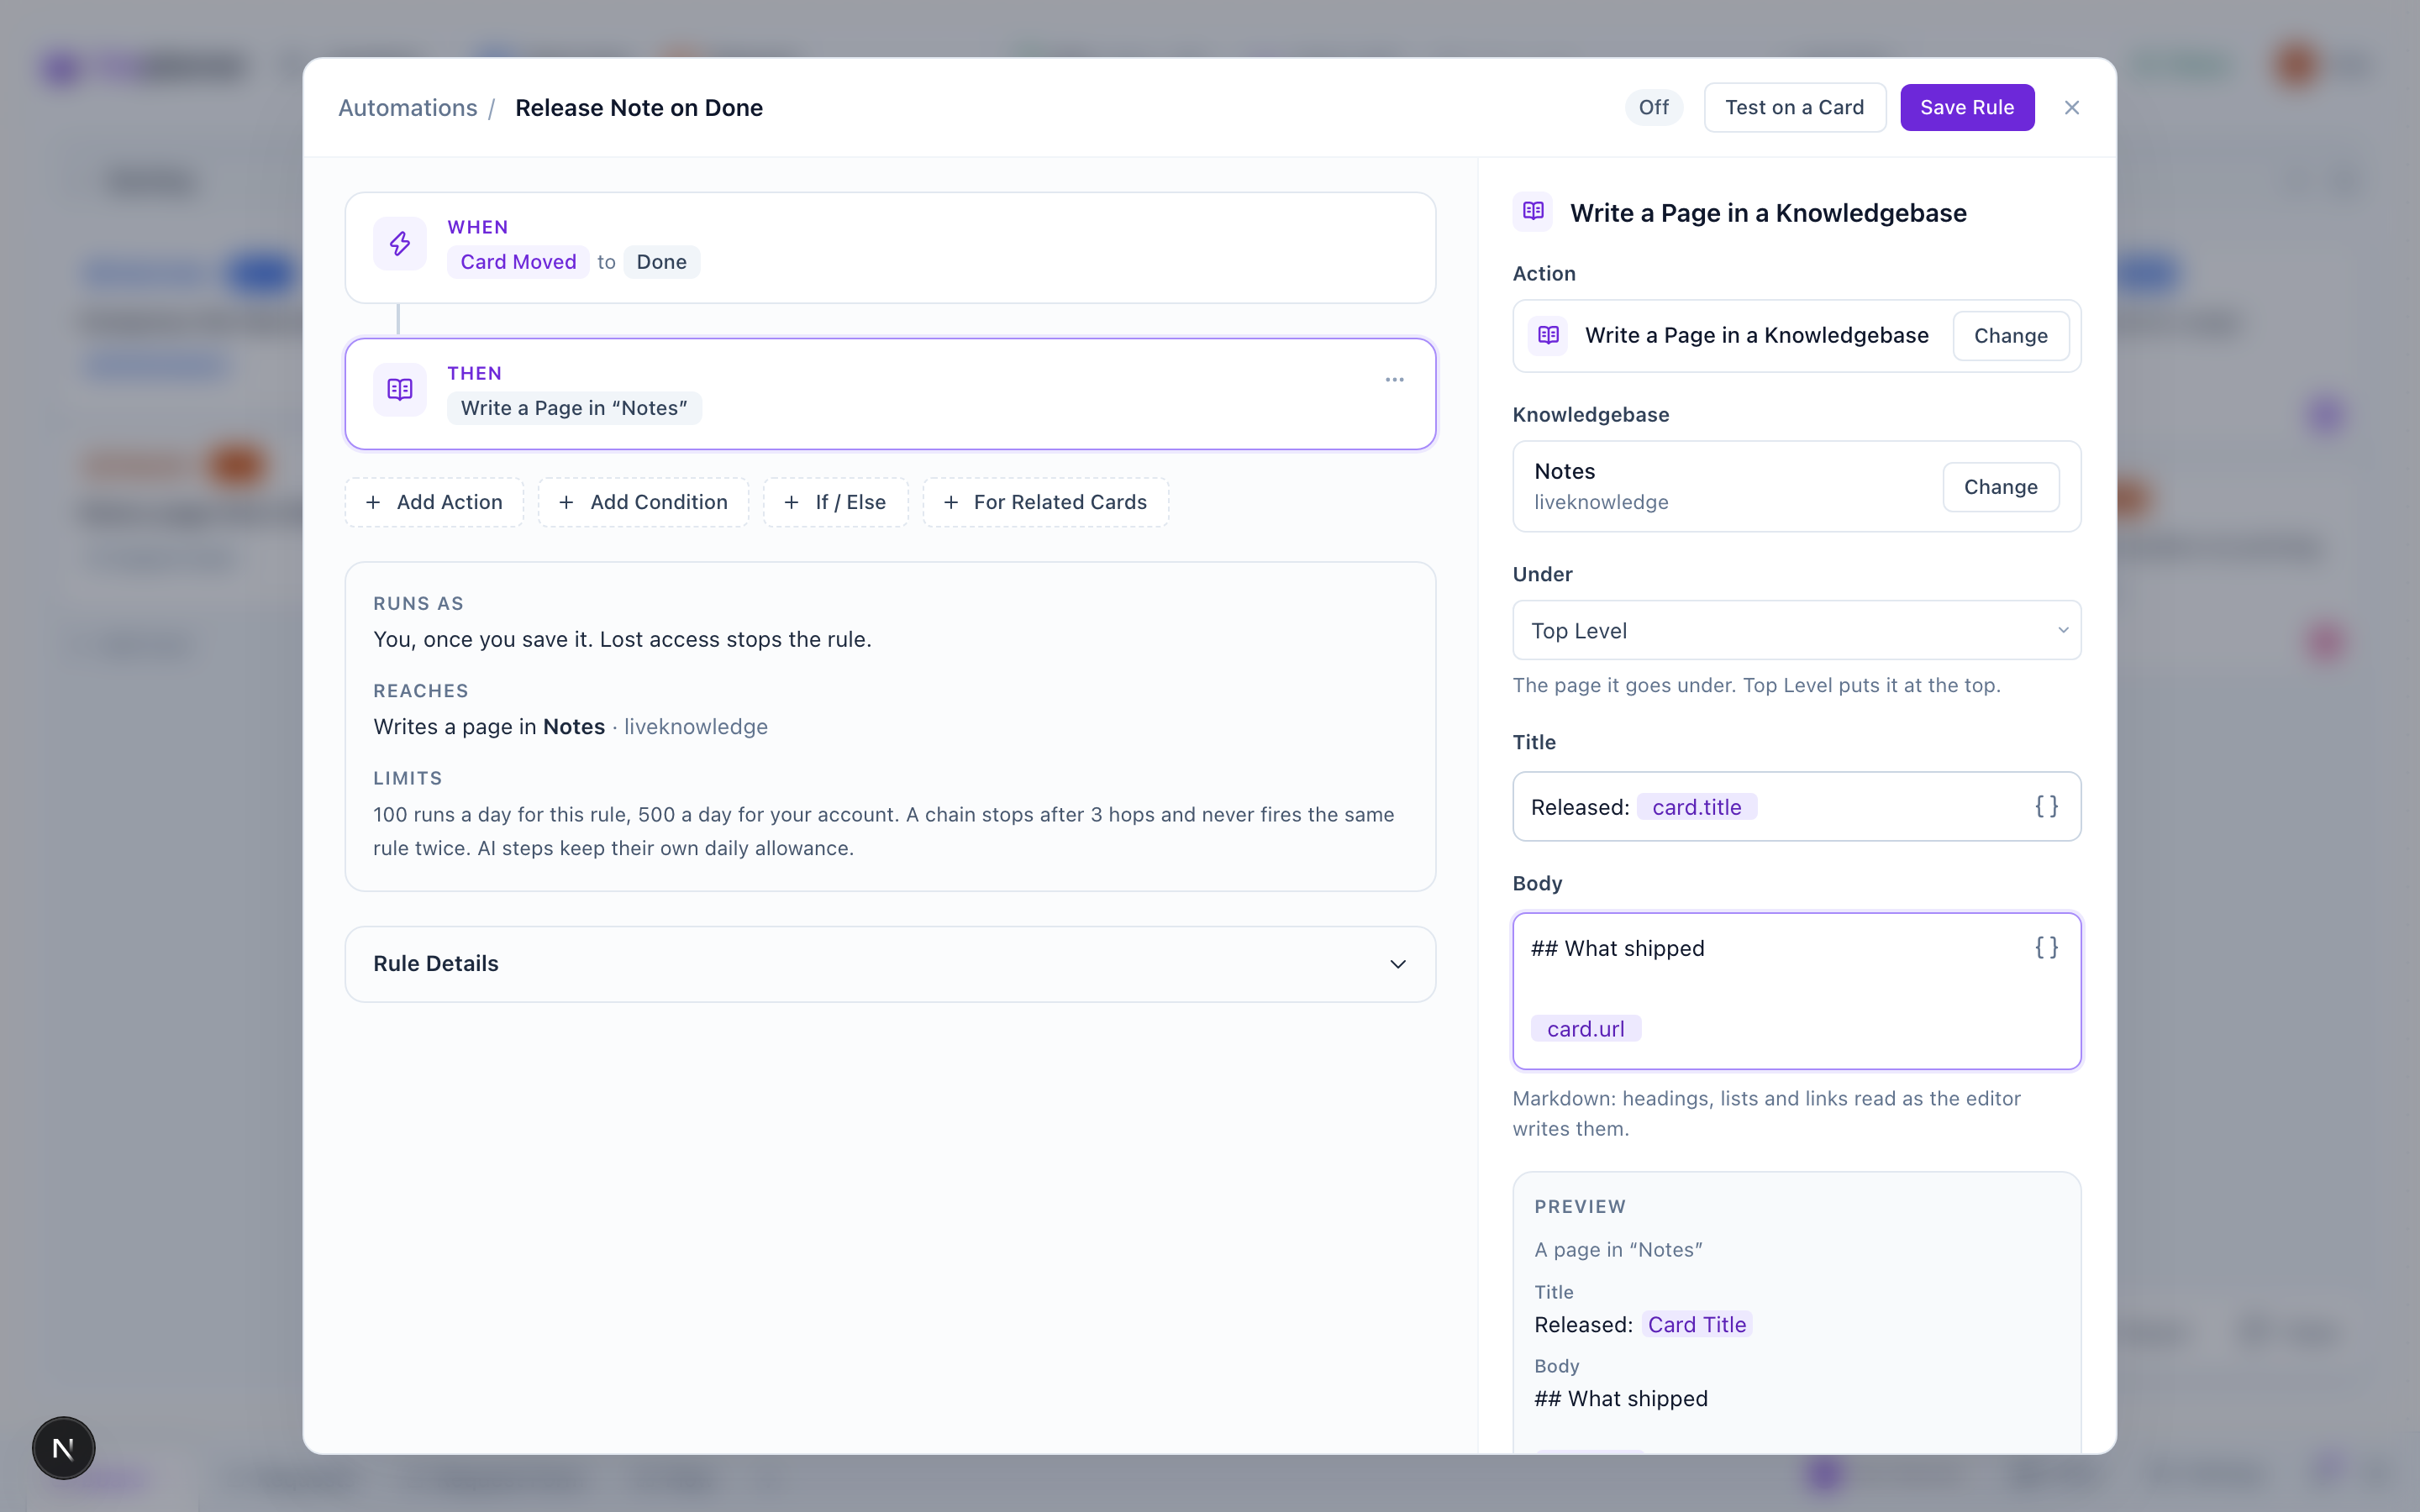 Automations / Release Note on Done
Off
Test on a Card
Save Rule
WHEN
Card Moved to Done
THEN
Write a Page in “Notes”
Add Action
Add Condition
If / Else
For Related Cards
RUNS AS
You, once you save it. Lost access stops the rule.
REACHES
Writes a page in Notes · liveknowledge
LIMITS
100 runs a day for this rule, 500 a day for your account. A chain stops after 3 hops and never fires the same
rule twice. AI steps keep their own daily allowance.
Rule Details
Write a Page in a Knowledgebase
Action
Write a Page in a Knowledgebase
Change
Knowledgebase
Notes
liveknowledge
Change
Under
Top Level
The page it goes under. Top Level puts it at the top.
Title
Released: card.title
{}
Body
## What shipped
{}
card.url
Markdown: headings, lists and links read as the editor
writes them.
PREVIEW
A page in “Notes”
Title
Released: Card Title
Body
## What shipped
N